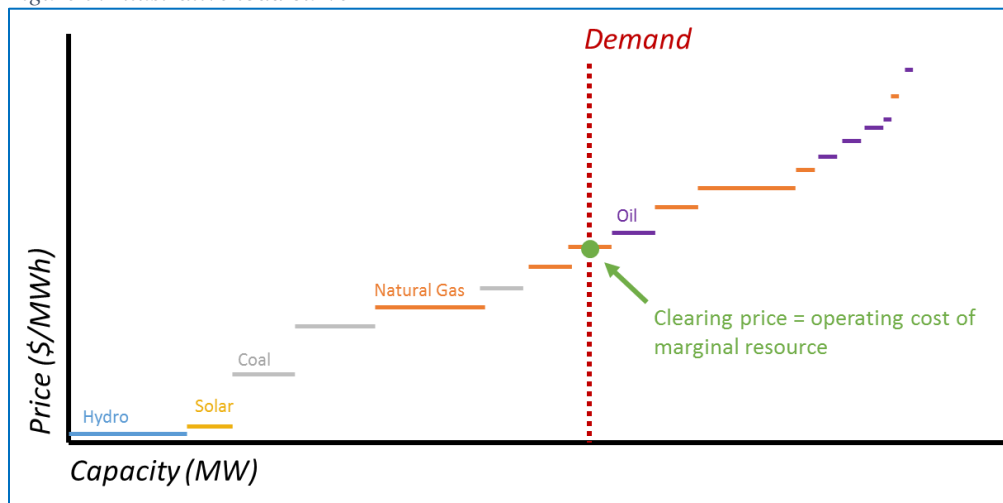 Demand
Oil
Natural Gas
Clearing price = operating cost of
marginal resource
Coal
Solar
Hydro
Price ($/MWh)
Capacity (MW)